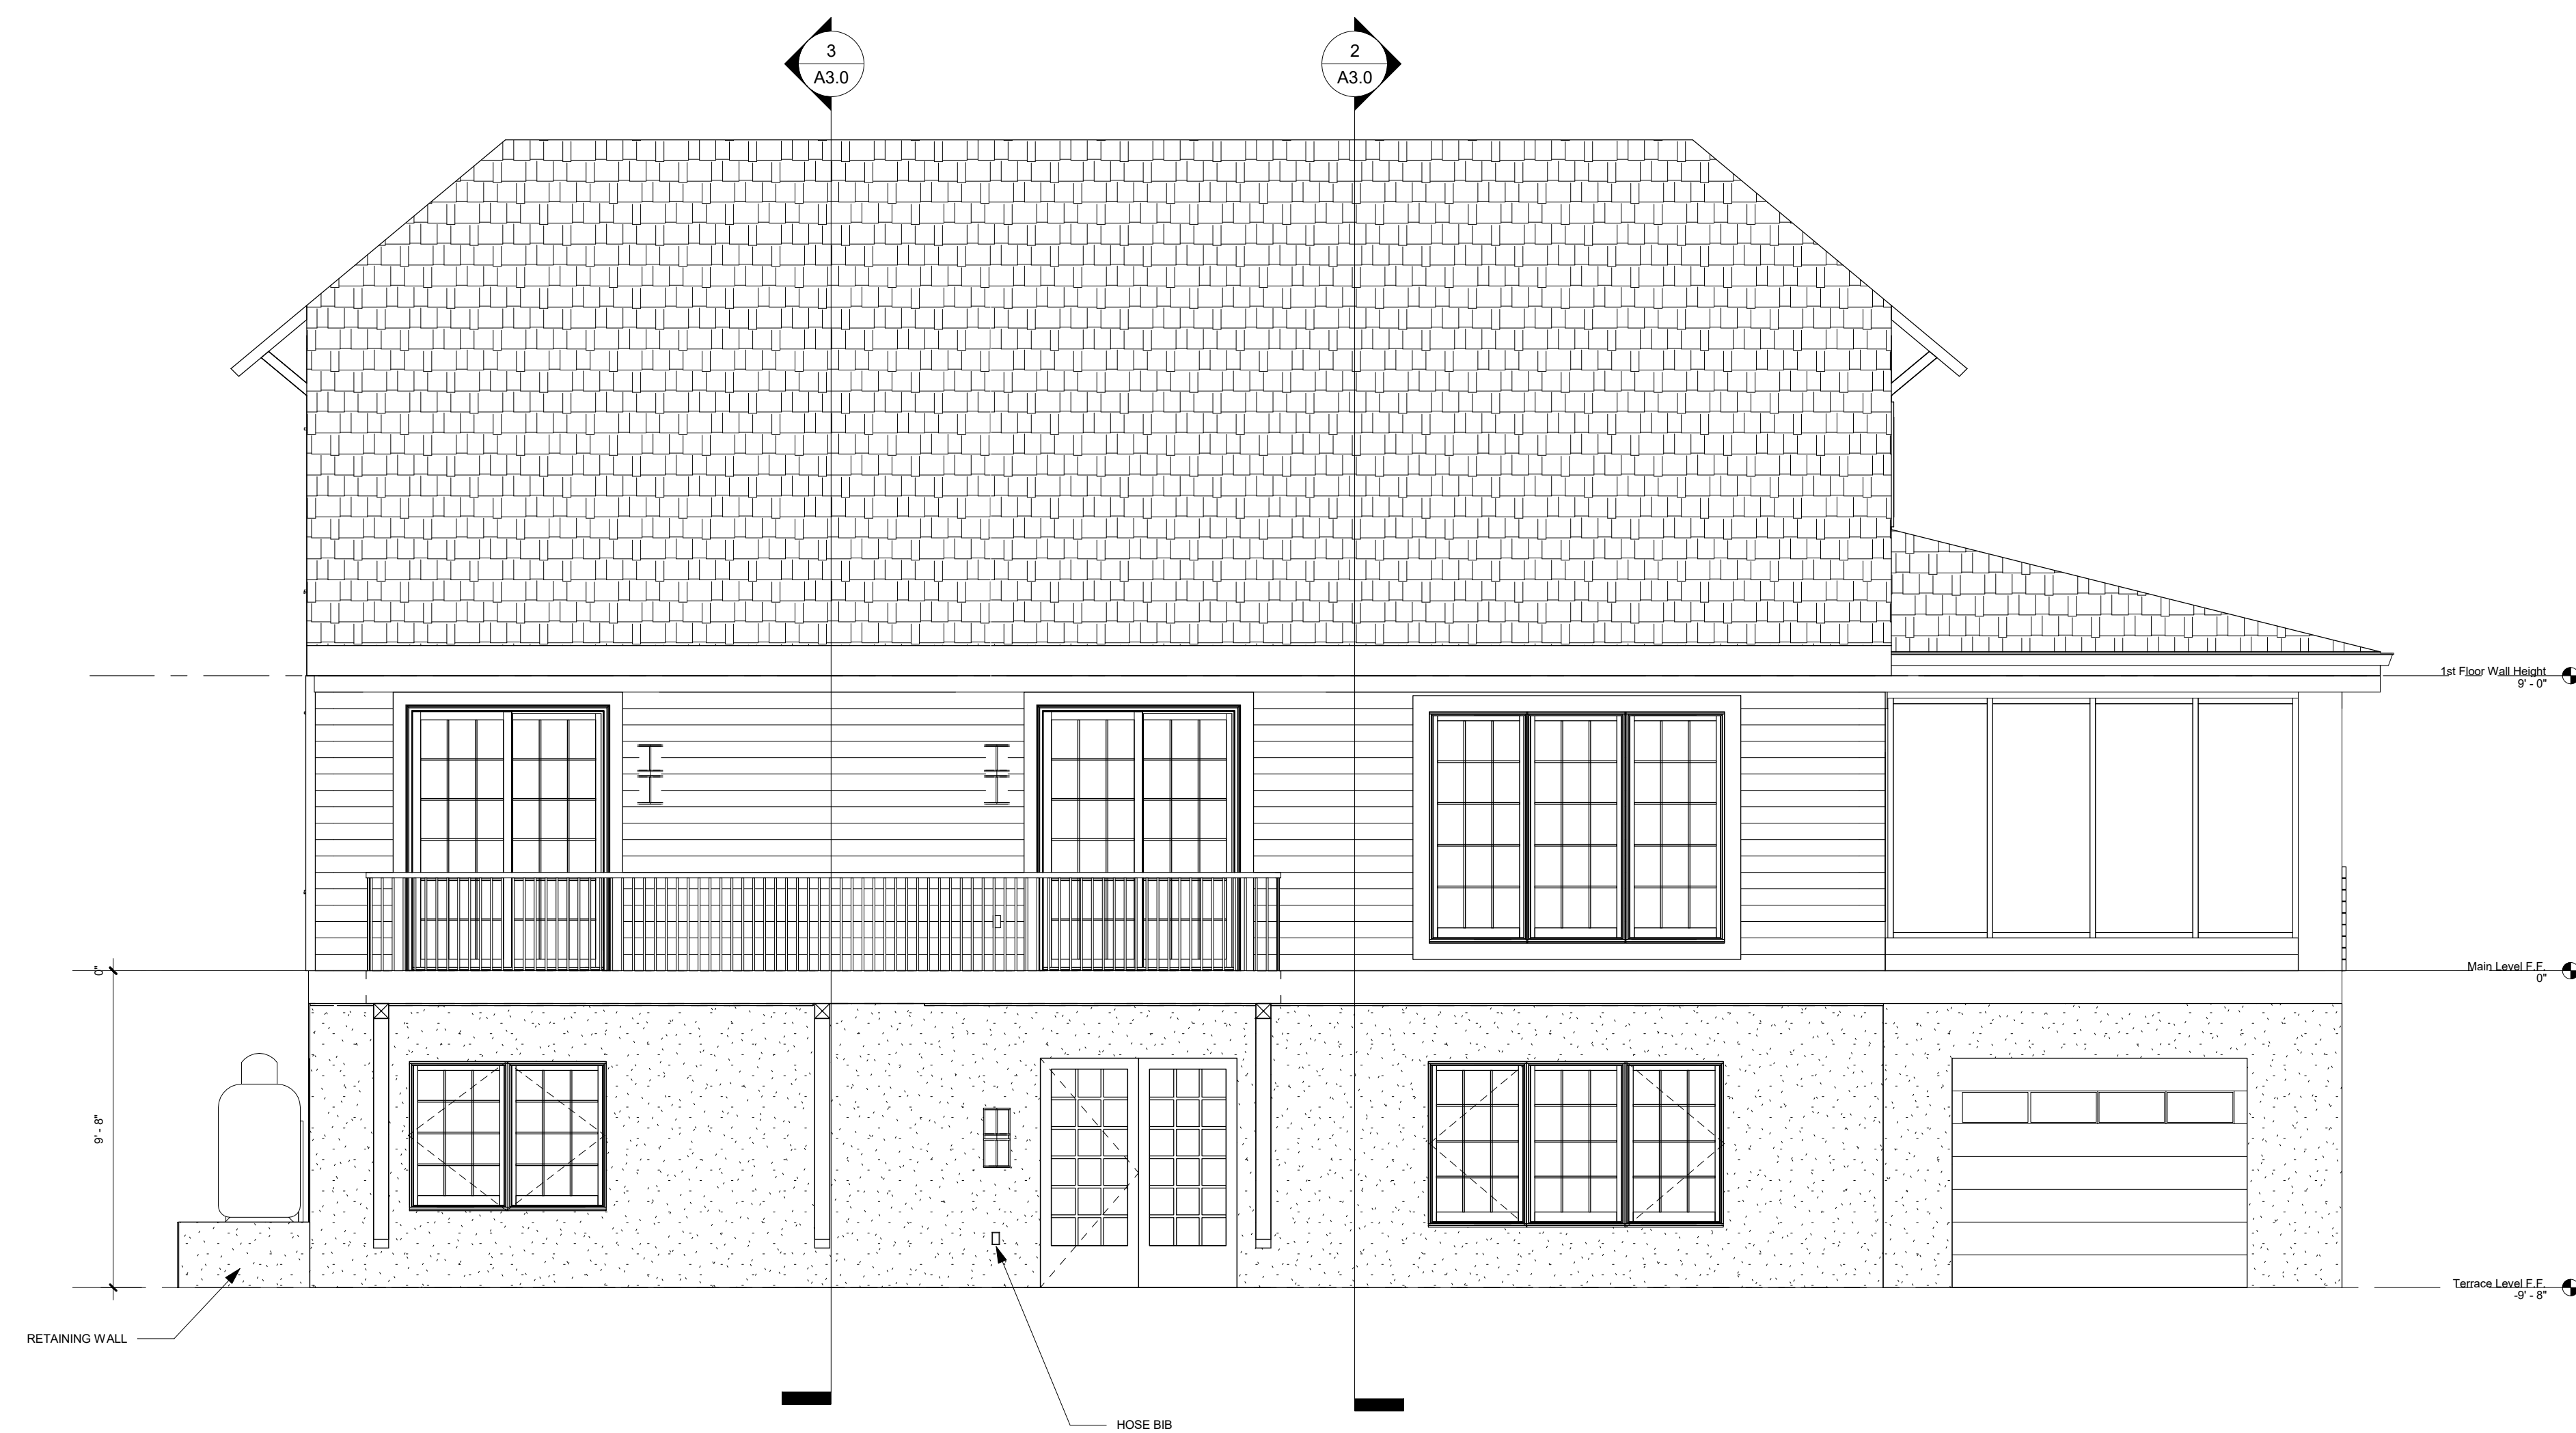 3
A3.0
2
A3.0
1st Floor Wall Height
9' - 0"
0"
Main Level F.F.
0"
9' - 8"
Terrace Level F.F.
-9' - 8"
RETAINING WALL
HOSE BIB